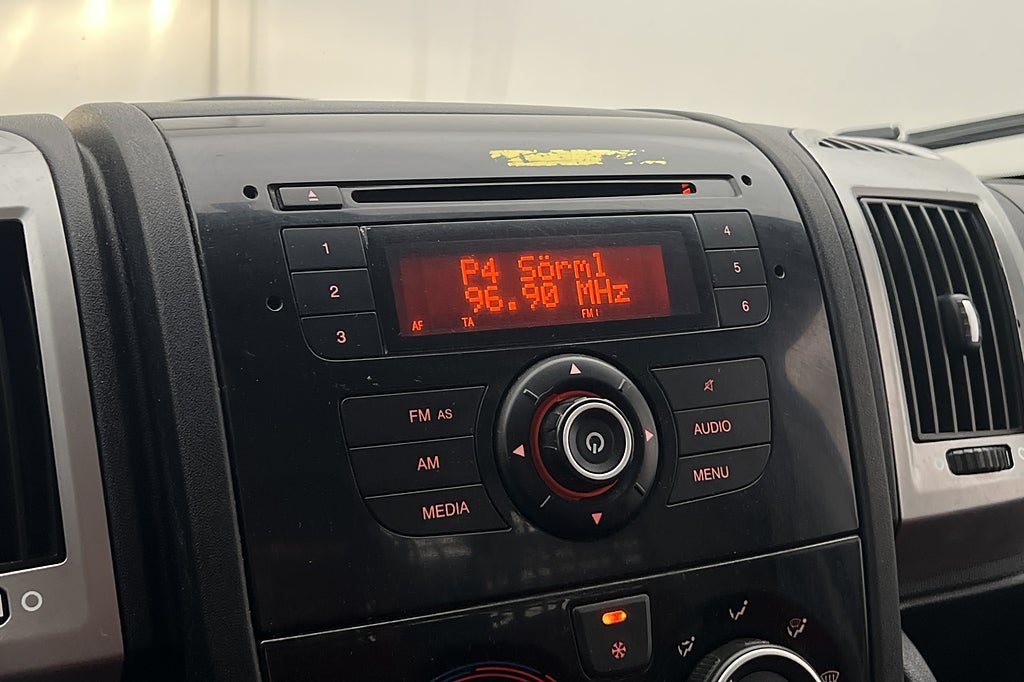 1
2
3
P4 Sörml
96.90 MHz
AF TA FM I
4
5
6
FM AS
AM
MEDIA
AUDIO
MENU